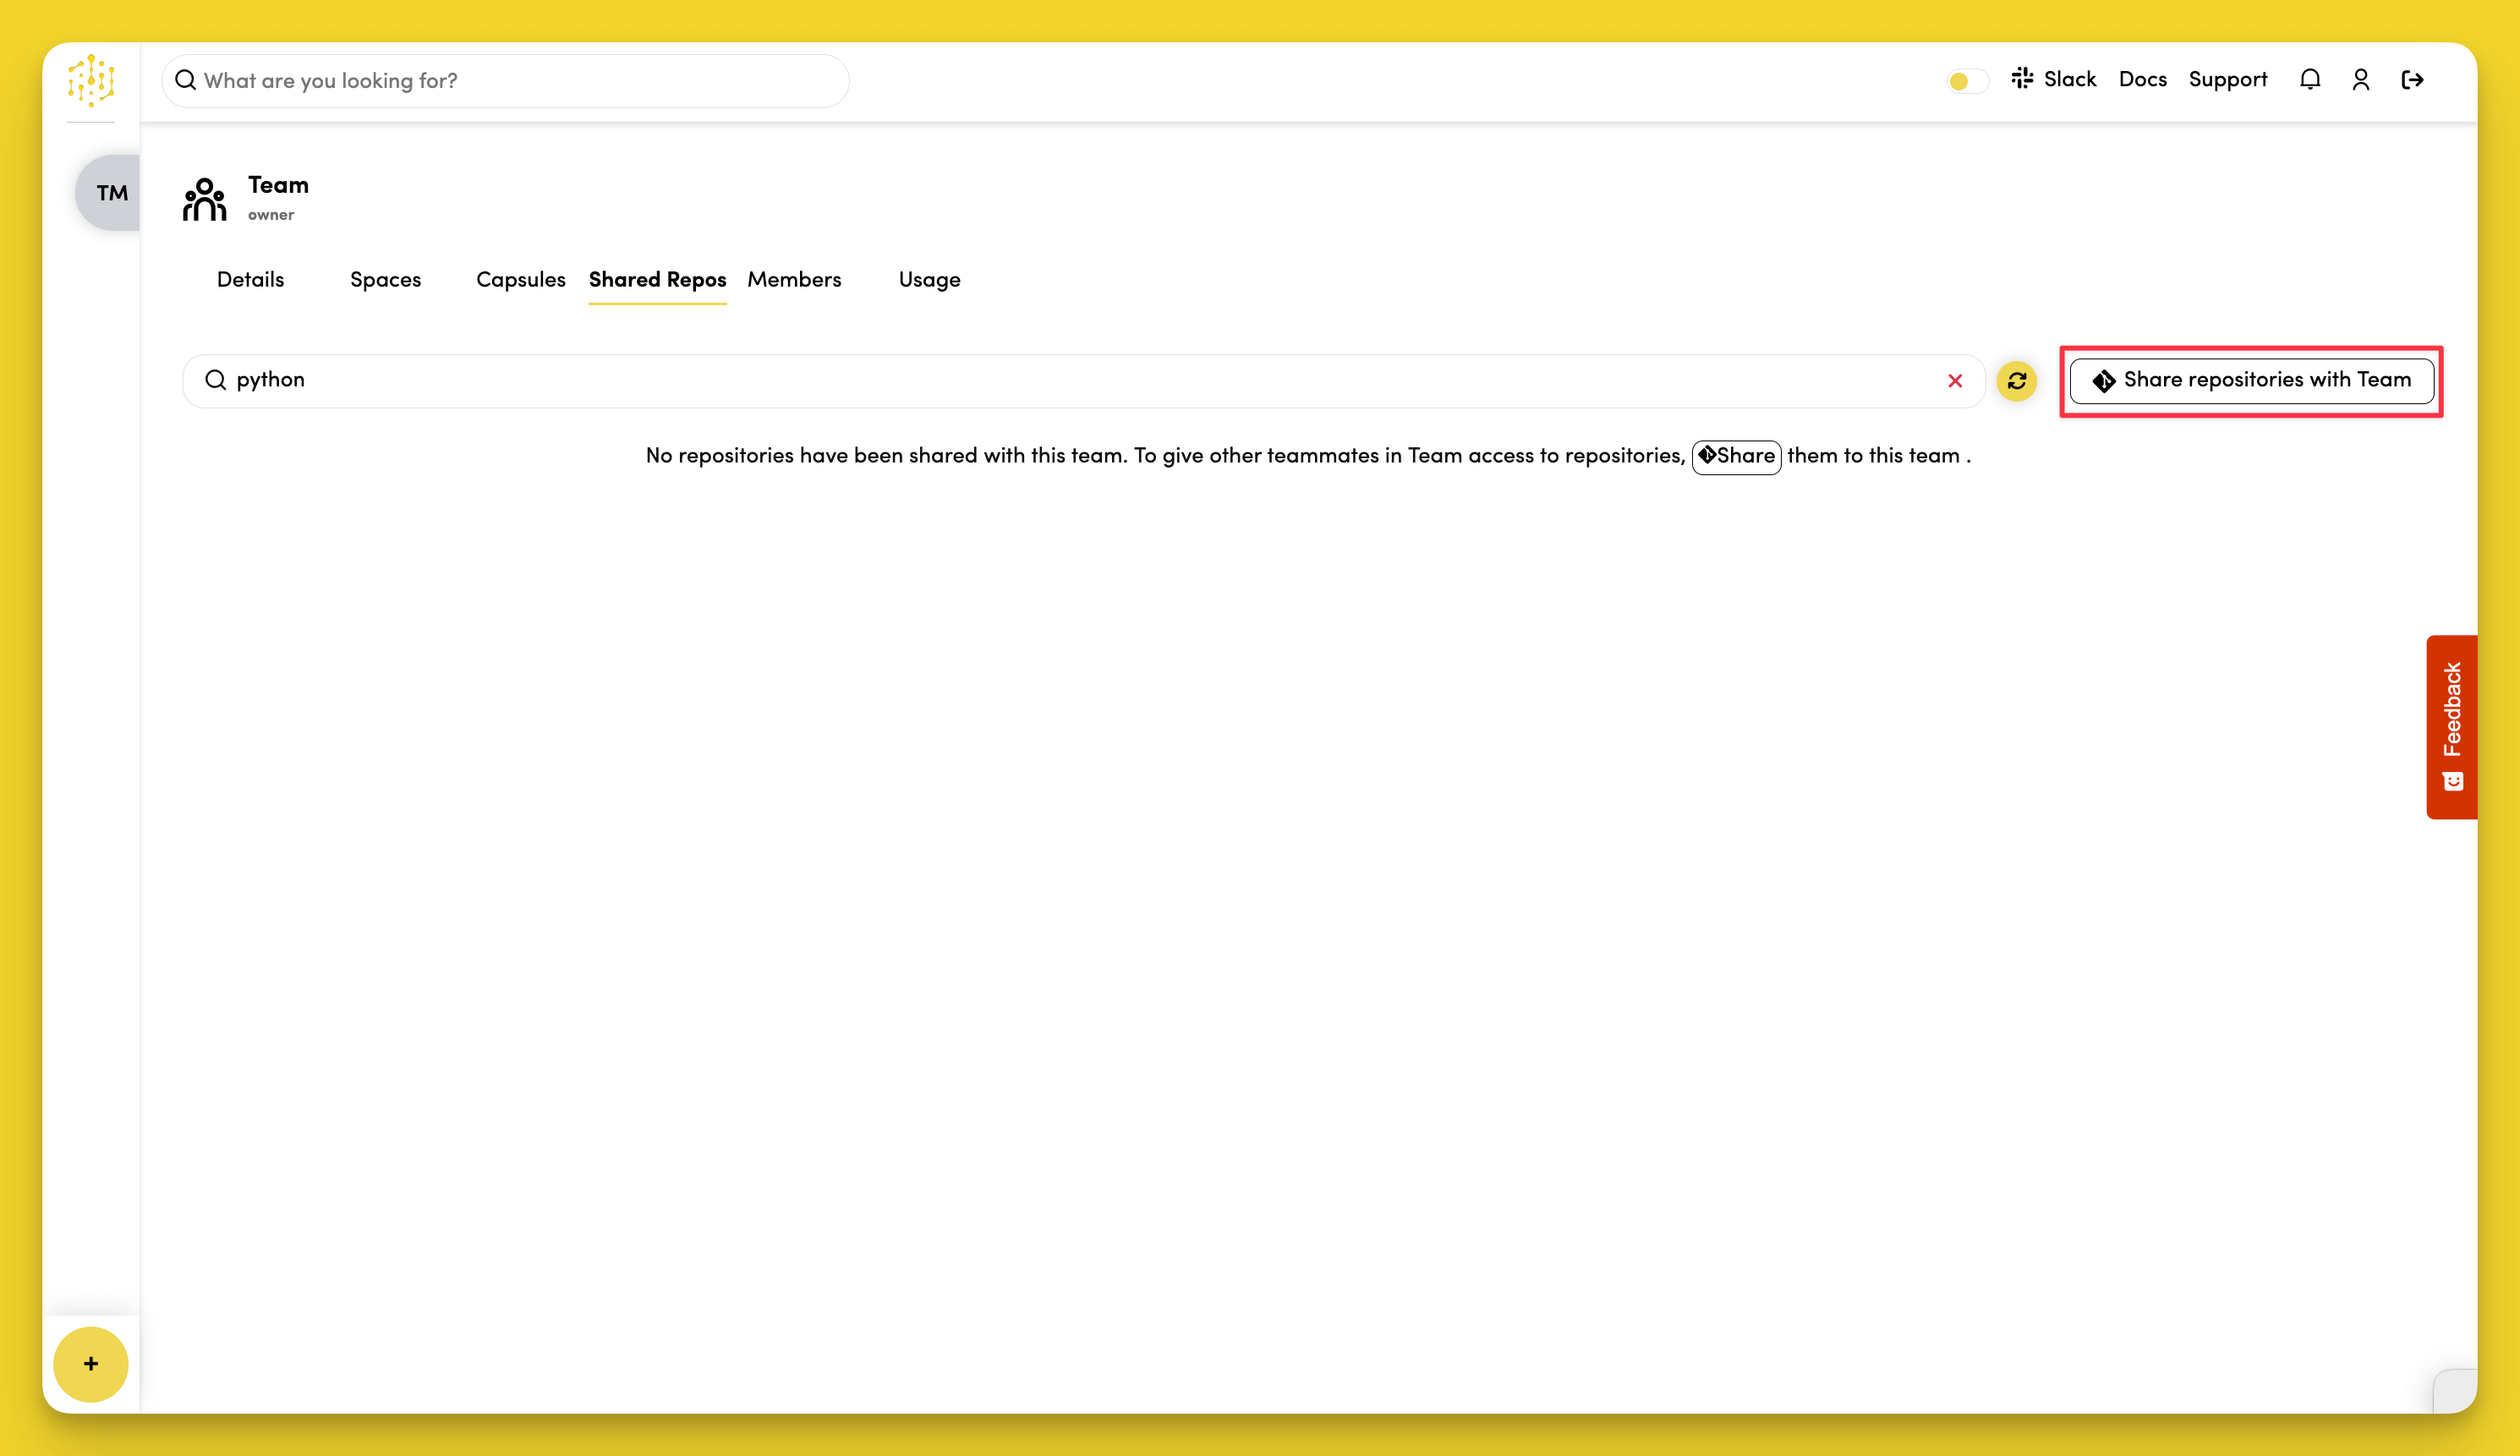 What are you looking for?
Slack Docs Support
TM
Team
owner
Details Spaces Capsules Shared Repos Members Usage
python
Share repositories with Team
No repositories have been shared with this team. To give other teammates in Team access to repositories, Share them to this team .
Feedback
+